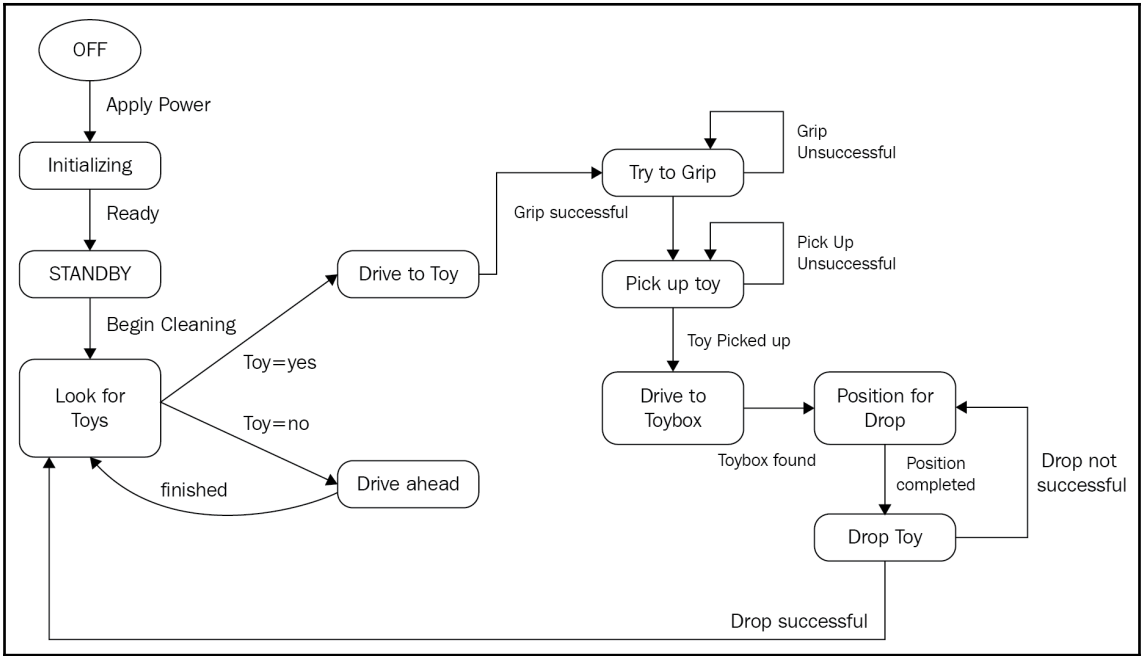 OFF
Apply Power
Initializing
Ready
STANDBY
Begin Cleaning
Look for
Toys
Toy=yes
Toy=no
finished
Drive to Toy
Drive ahead
Try to Grip
Grip
Unsuccessful
Grip successful
Pick up toy
Pick Up
Unsuccessful
Toy Picked up
Drive to
Toybox
Toybox found
Position for
Drop
Position
completed
Drop not
successful
Drop Toy
Drop successful